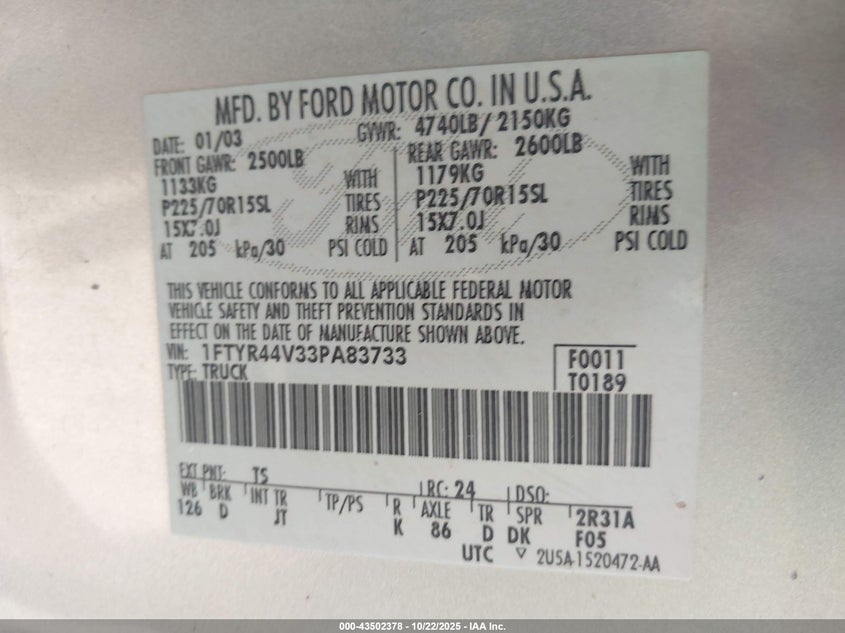 MFD. BY FORD MOTOR CO. IN U.S.A.
DATE: 01/03 GVWR: 4740LB/ 2150KG
FRONT GAWR: 2500LB REAR GAWR: 2600LB
1133KG WITH 1179KG WITH
P225/70R15SL TIRES P225/70R15SL TIRES
15X7.0J RIMS 15X7.0J RIMS
AT 205 kPa/30 PSI COLD AT 205 kPa/30 PSI COLD
THIS VEHICLE CONFORMS TO ALL APPLICABLE FEDERAL MOTOR
VEHICLE SAFETY AND THEFT PREVENTION STANDARDS IN
EFFECT ON THE DATE OF MANUFACTURE SHOWN ABOVE.
VIN: 1FTYR44V33PA83733 F0011
TYPE: TRUCK T0189
EXT PNT: TS RC: 24 DSO:
WB BRK INT TR TP/PS R AXLE TR SPR 2R31A
126 D JT K 86 D DK F05
UTC ▽ 2U5A-1520472-AA
000-43502378 - 10/22/2025 - IAA Inc.